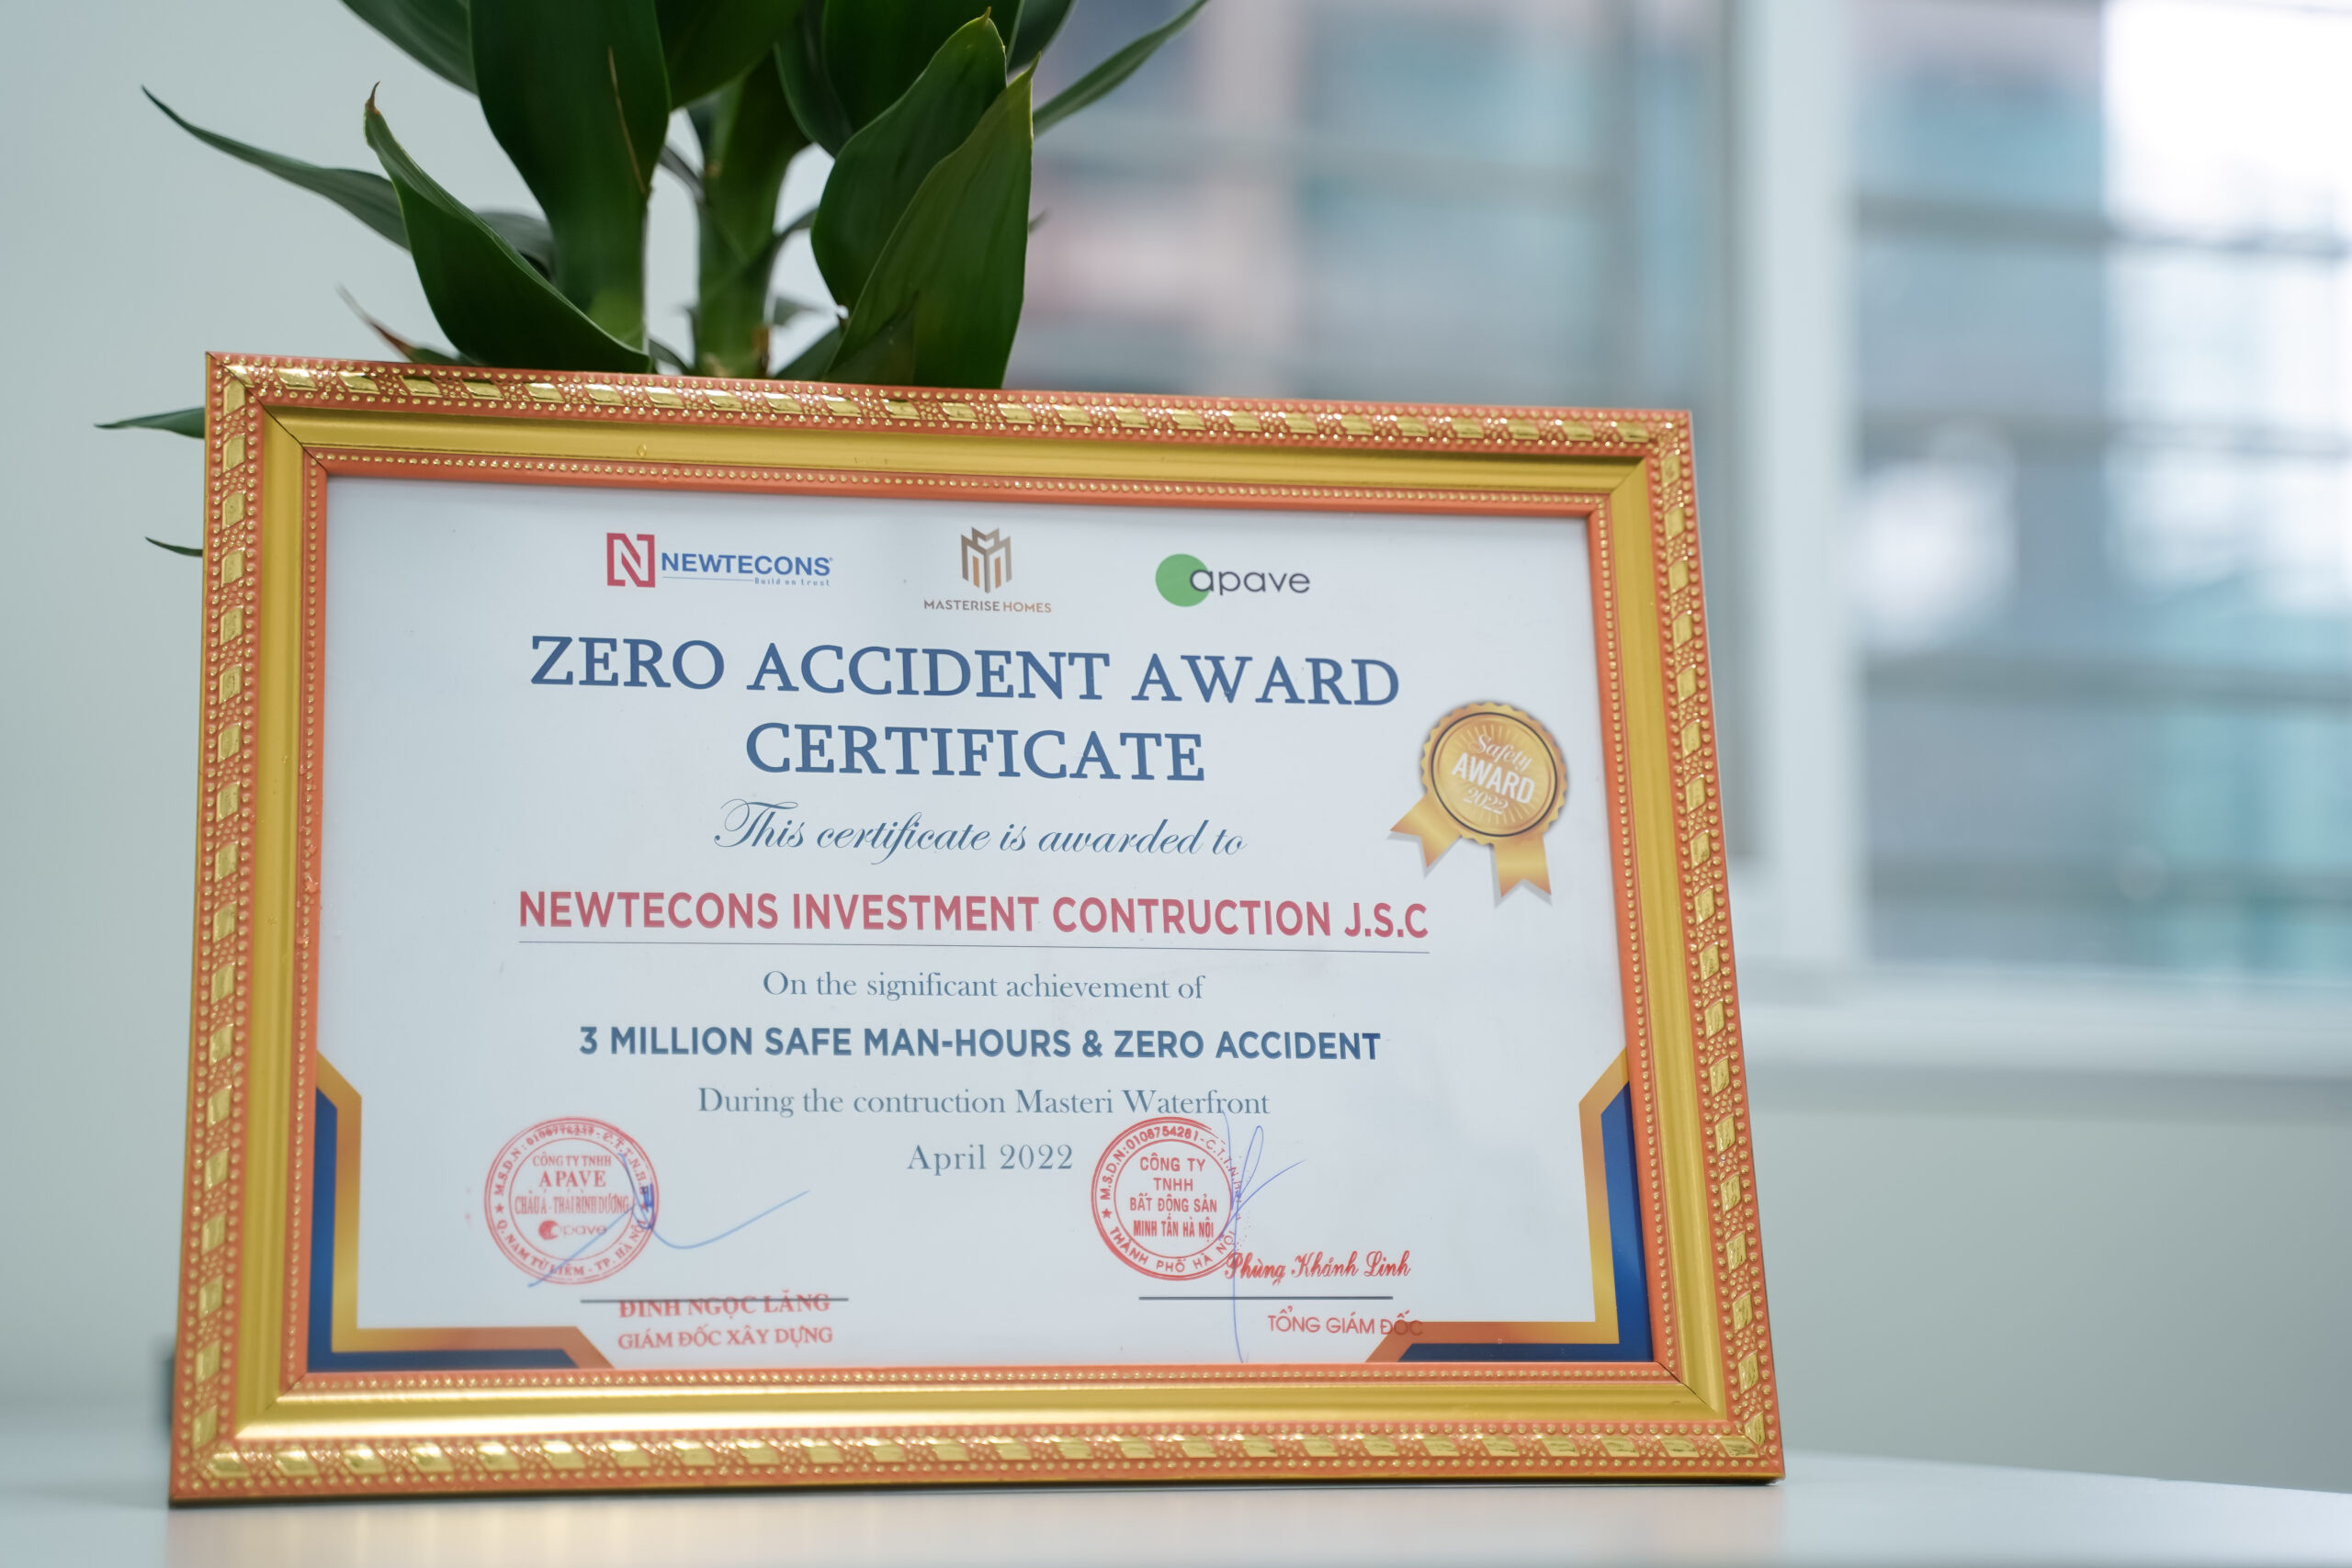 NEWTECONS
Build on trust
MASTERISE HOMES
apave
ZERO ACCIDENT AWARD
CERTIFICATE
Safety
AWARD
2022
This certificate is awarded to
NEWTECONS INVESTMENT CONTRUCTION J.S.C
On the significant achievement of
3 MILLION SAFE MAN-HOURS & ZERO ACCIDENT
During the contruction Masteri Waterfront
April 2022
CÔNG TY TNHH
APAVE
CHÂU Á - THÁI BÌNH DƯƠNG
apave
Q. NAM TỪ LIÊM - TP. HÀ NỘI
ĐINH NGỌC LĂNG
GIÁM ĐỐC XÂY DỰNG
M.S.D.N:0108754281-C.T.T.N.H.H
CÔNG TY
TNHH
BẤT ĐỘNG SẢN
MINH TÂN HÀ NỘI
THÀNH PHỐ HÀ NỘI
Phùng Khánh Linh
TỔNG GIÁM ĐỐC